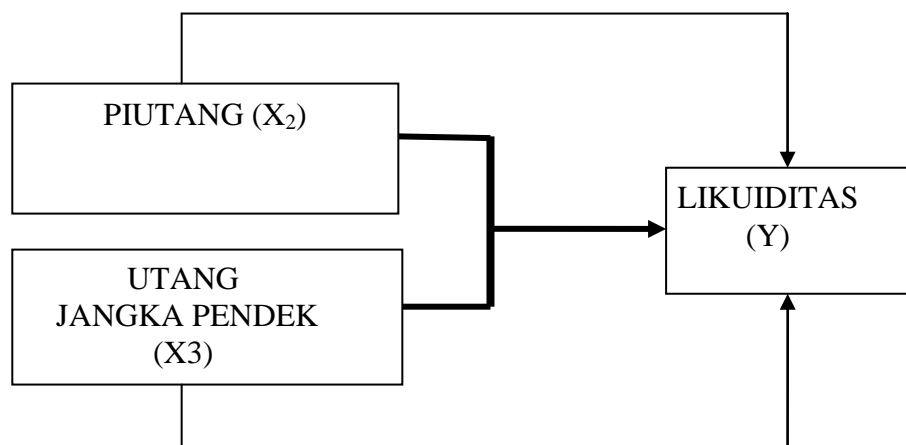 PIUTANG (X₂)
LIKUIDITAS
(Y)
UTANG
JANGKA PENDEK
(X3)